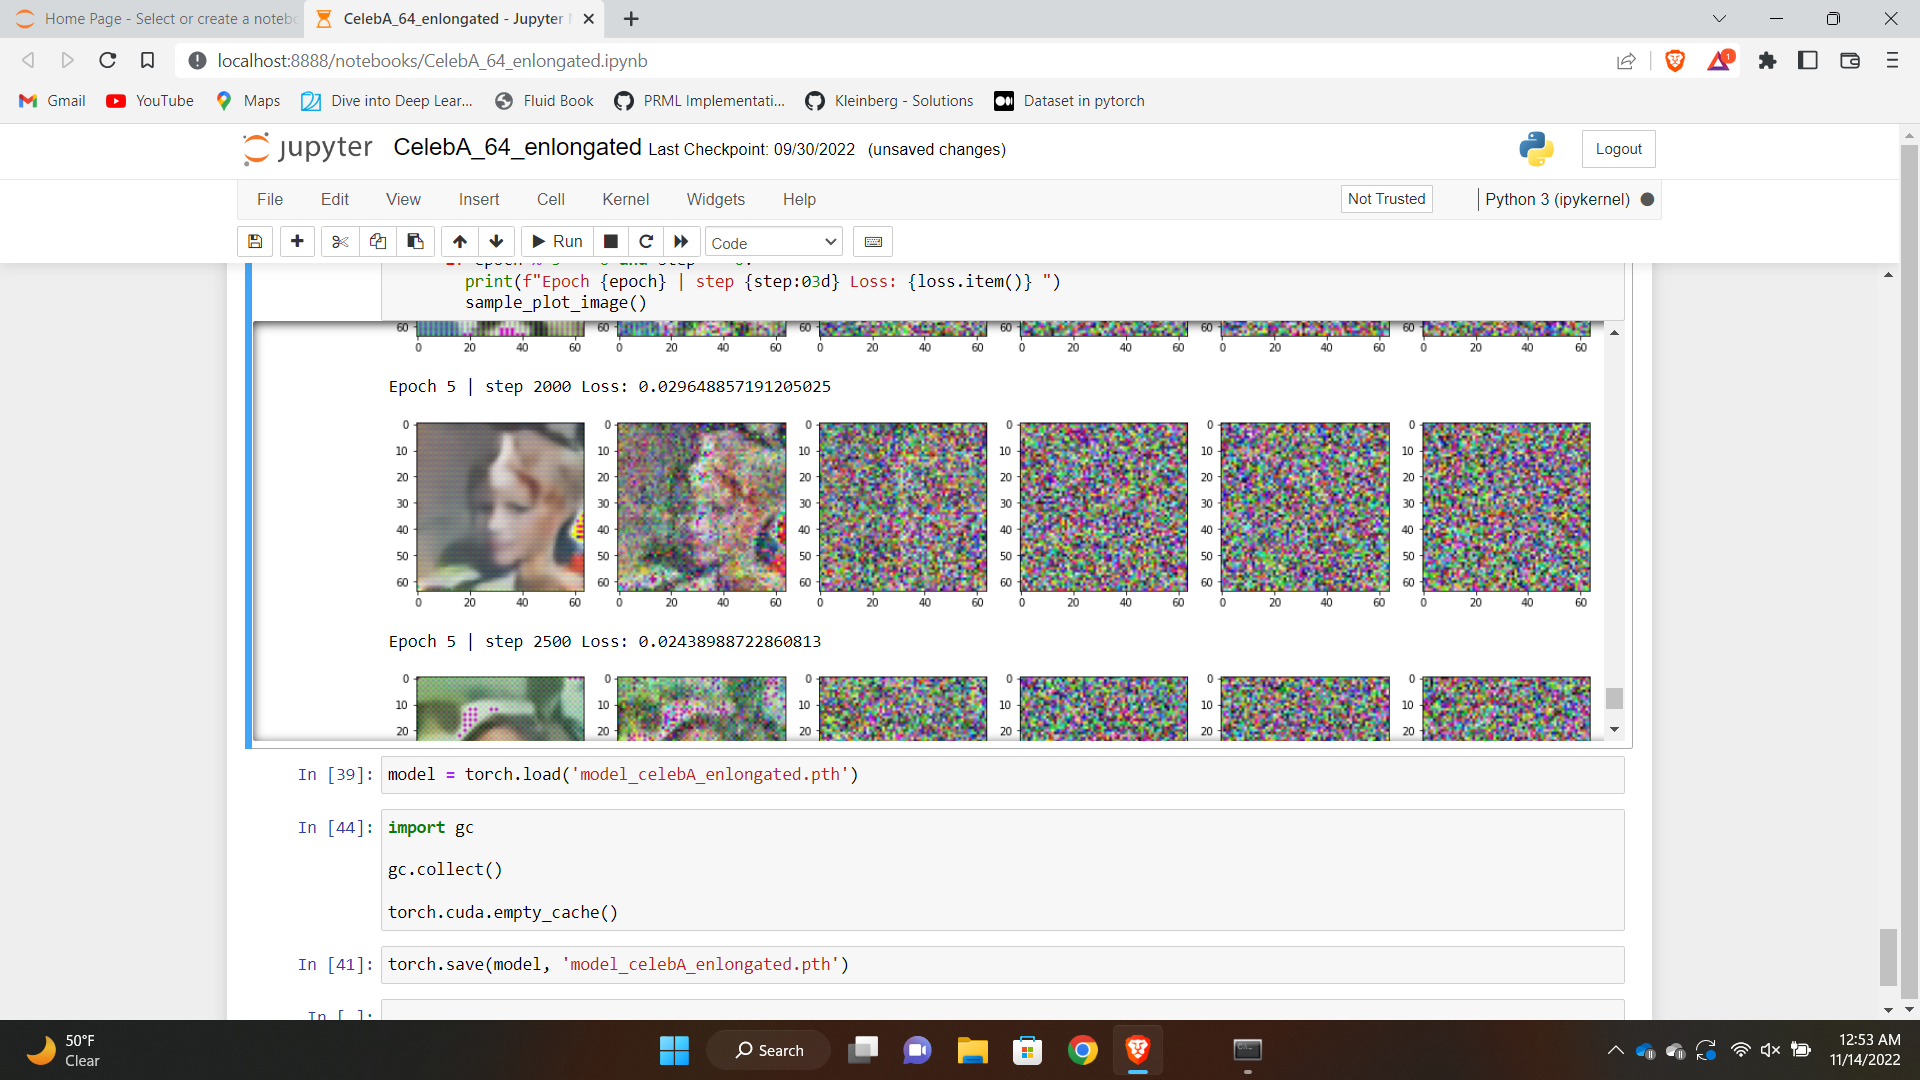 Home Page - Select or create a noteb
CelebA_64_enlongated - Jupyter
localhost:8888/notebooks/CelebA_64_enlongated.ipynb
1
Gmail
YouTube
Maps
Dive into Deep Lear...
Fluid Book
PRML Implementati...
Kleinberg - Solutions
Dataset in pytorch
jupyter CelebA_64_enlongated Last Checkpoint: 09/30/2022 (unsaved changes)
Logout
File Edit View Insert Cell Kernel Widgets Help
Not Trusted
Python 3 (ipykernel)
Run
Code
print(f"Epoch {epoch} | step {step:03d} Loss: {loss.item()} ")
sample_plot_image()
60 60 60 60 60 60
0 20 40 60 0 20 40 60 0 20 40 60 0 20 40 60 0 20 40 60 0 20 40 60
Epoch 5 | step 2000 Loss: 0.029648857191205025
0 0 0 0 0 0
10 10 10 10 10 10
20 20 20 20 20 20
30 30 30 30 30 30
40 40 40 40 40 40
50 50 50 50 50 50
60 60 60 60 60 60
0 20 40 60 0 20 40 60 0 20 40 60 0 20 40 60 0 20 40 60 0 20 40 60
Epoch 5 | step 2500 Loss: 0.02438988722860813
0 0 0 0 0 0
10 10 10 10 10 10
20 20 20 20 20 20
In [39]: model = torch.load('model_celebA_enlongated.pth')
In [44]: import gc
gc.collect()
torch.cuda.empty_cache()
In [41]: torch.save(model, 'model_celebA_enlongated.pth')
In [ ]:
50°F
Clear
Search
12:53 AM
11/14/2022